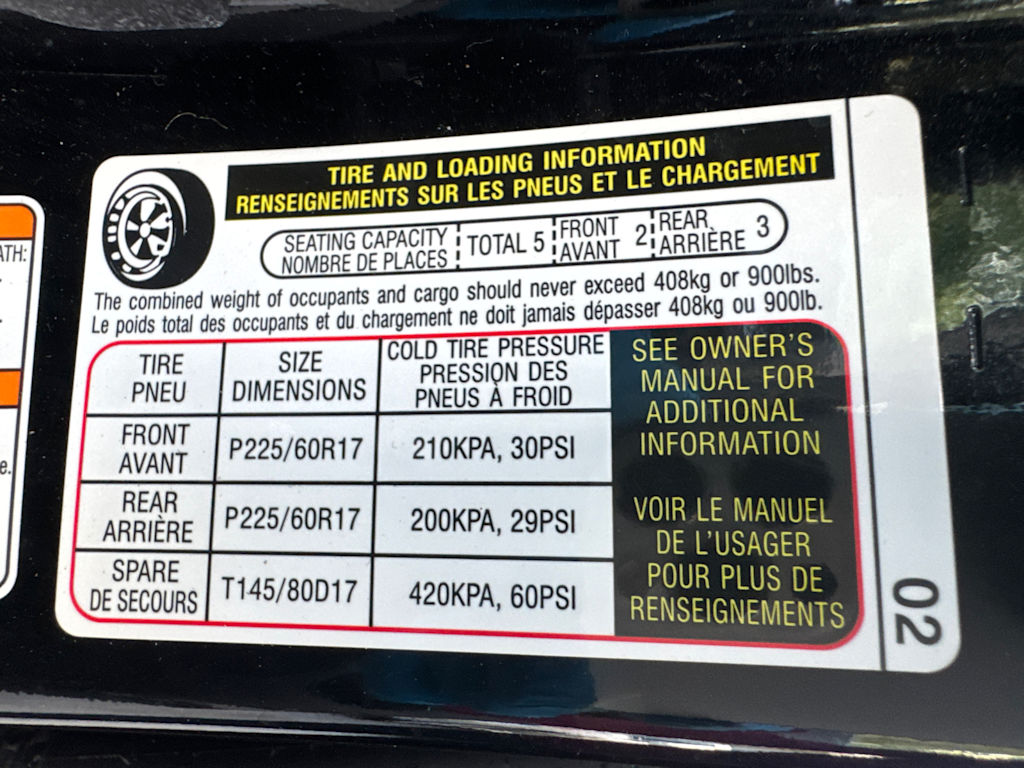 TIRE AND LOADING INFORMATION
RENSEIGNEMENTS SUR LES PNEUS ET LE CHARGEMENT
SEATING CAPACITY
NOMBRE DE PLACES
TOTAL 5
FRONT
AVANT
2
REAR
ARRIÈRE
3
The combined weight of occupants and cargo should never exceed 408kg or 900lbs.
Le poids total des occupants et du chargement ne doit jamais dépasser 408kg ou 900lb.
TIRE
PNEU
SIZE
DIMENSIONS
COLD TIRE PRESSURE
PRESSION DES
PNEUS À FROID
FRONT
AVANT
P225/60R17
210KPA, 30PSI
REAR
ARRIÈRE
P225/60R17
200KPA, 29PSI
SPARE
DE SECOURS
T145/80D17
420KPA, 60PSI
SEE OWNER'S
MANUAL FOR
ADDITIONAL
INFORMATION
VOIR LE MANUEL
DE L'USAGER
POUR PLUS DE
RENSEIGNEMENTS
02
ATH:
e.